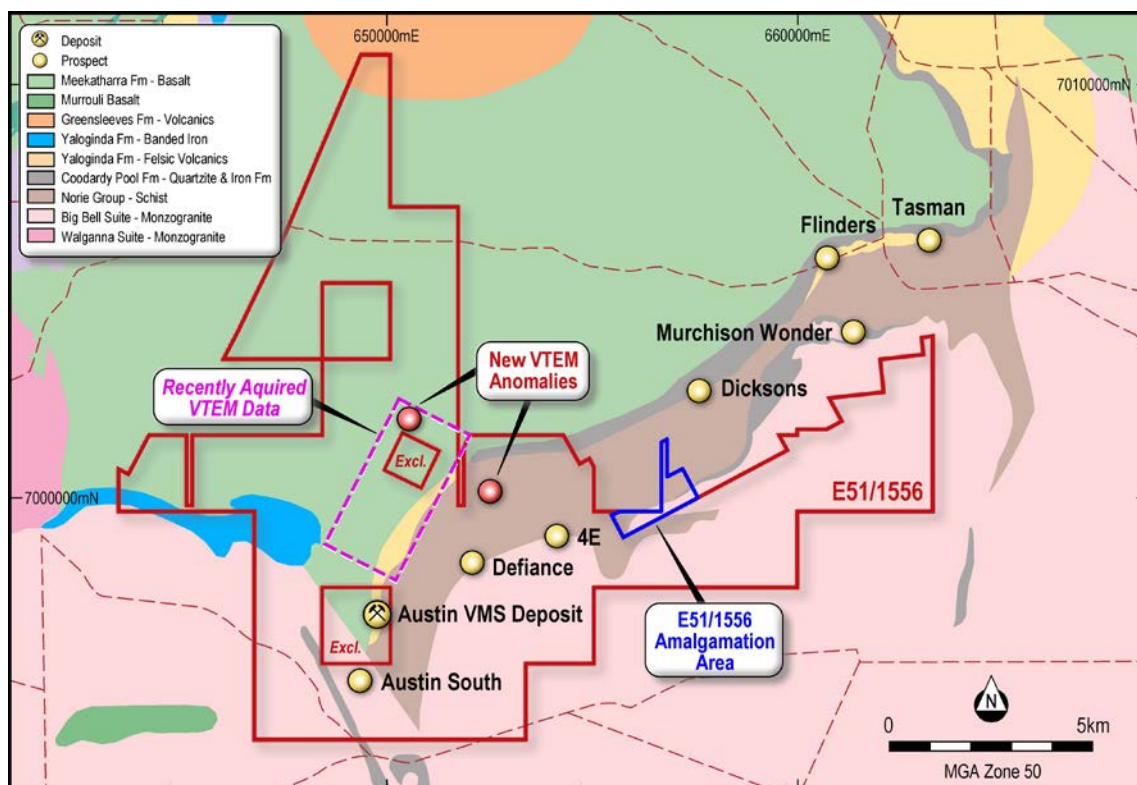 650000mE
660000mE
7010000mN
Deposit
Prospect
Meekatharra Fm - Basalt
Murrouli Basalt
Greensleeves Fm - Volcanics
Yaloginda Fm - Banded Iron
Yaloginda Fm - Felsic Volcanics
Coodardy Pool Fm - Quartzite & Iron Fm
Norie Group - Schist
Big Bell Suite - Monzogranite
Walganna Suite - Monzogranite
Tasman
Flinders
Murchison Wonder
New VTEM
Anomalies
Recently Aquired
VTEM Data
Dicksons
Excl.
7000000mN
E51/1556
4E
Defiance
Austin VMS Deposit
E51/1556
Amalgamation
Area
Excl.
Austin South
N
0
5km
MGA Zone 50